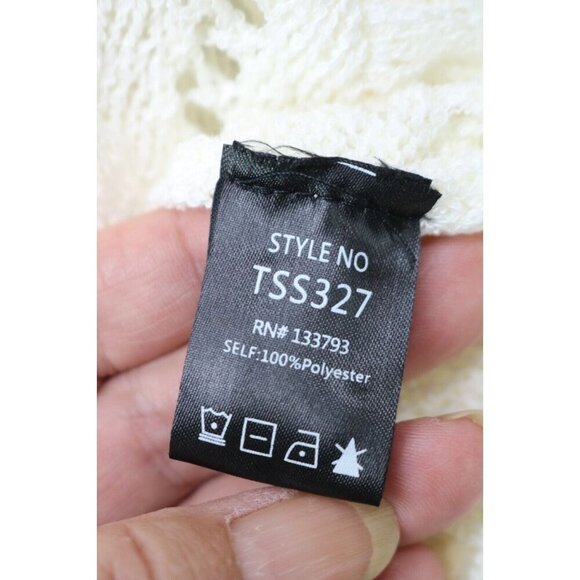 STYLE NO
TSS327
RN# 133793
SELF:100%Polyester